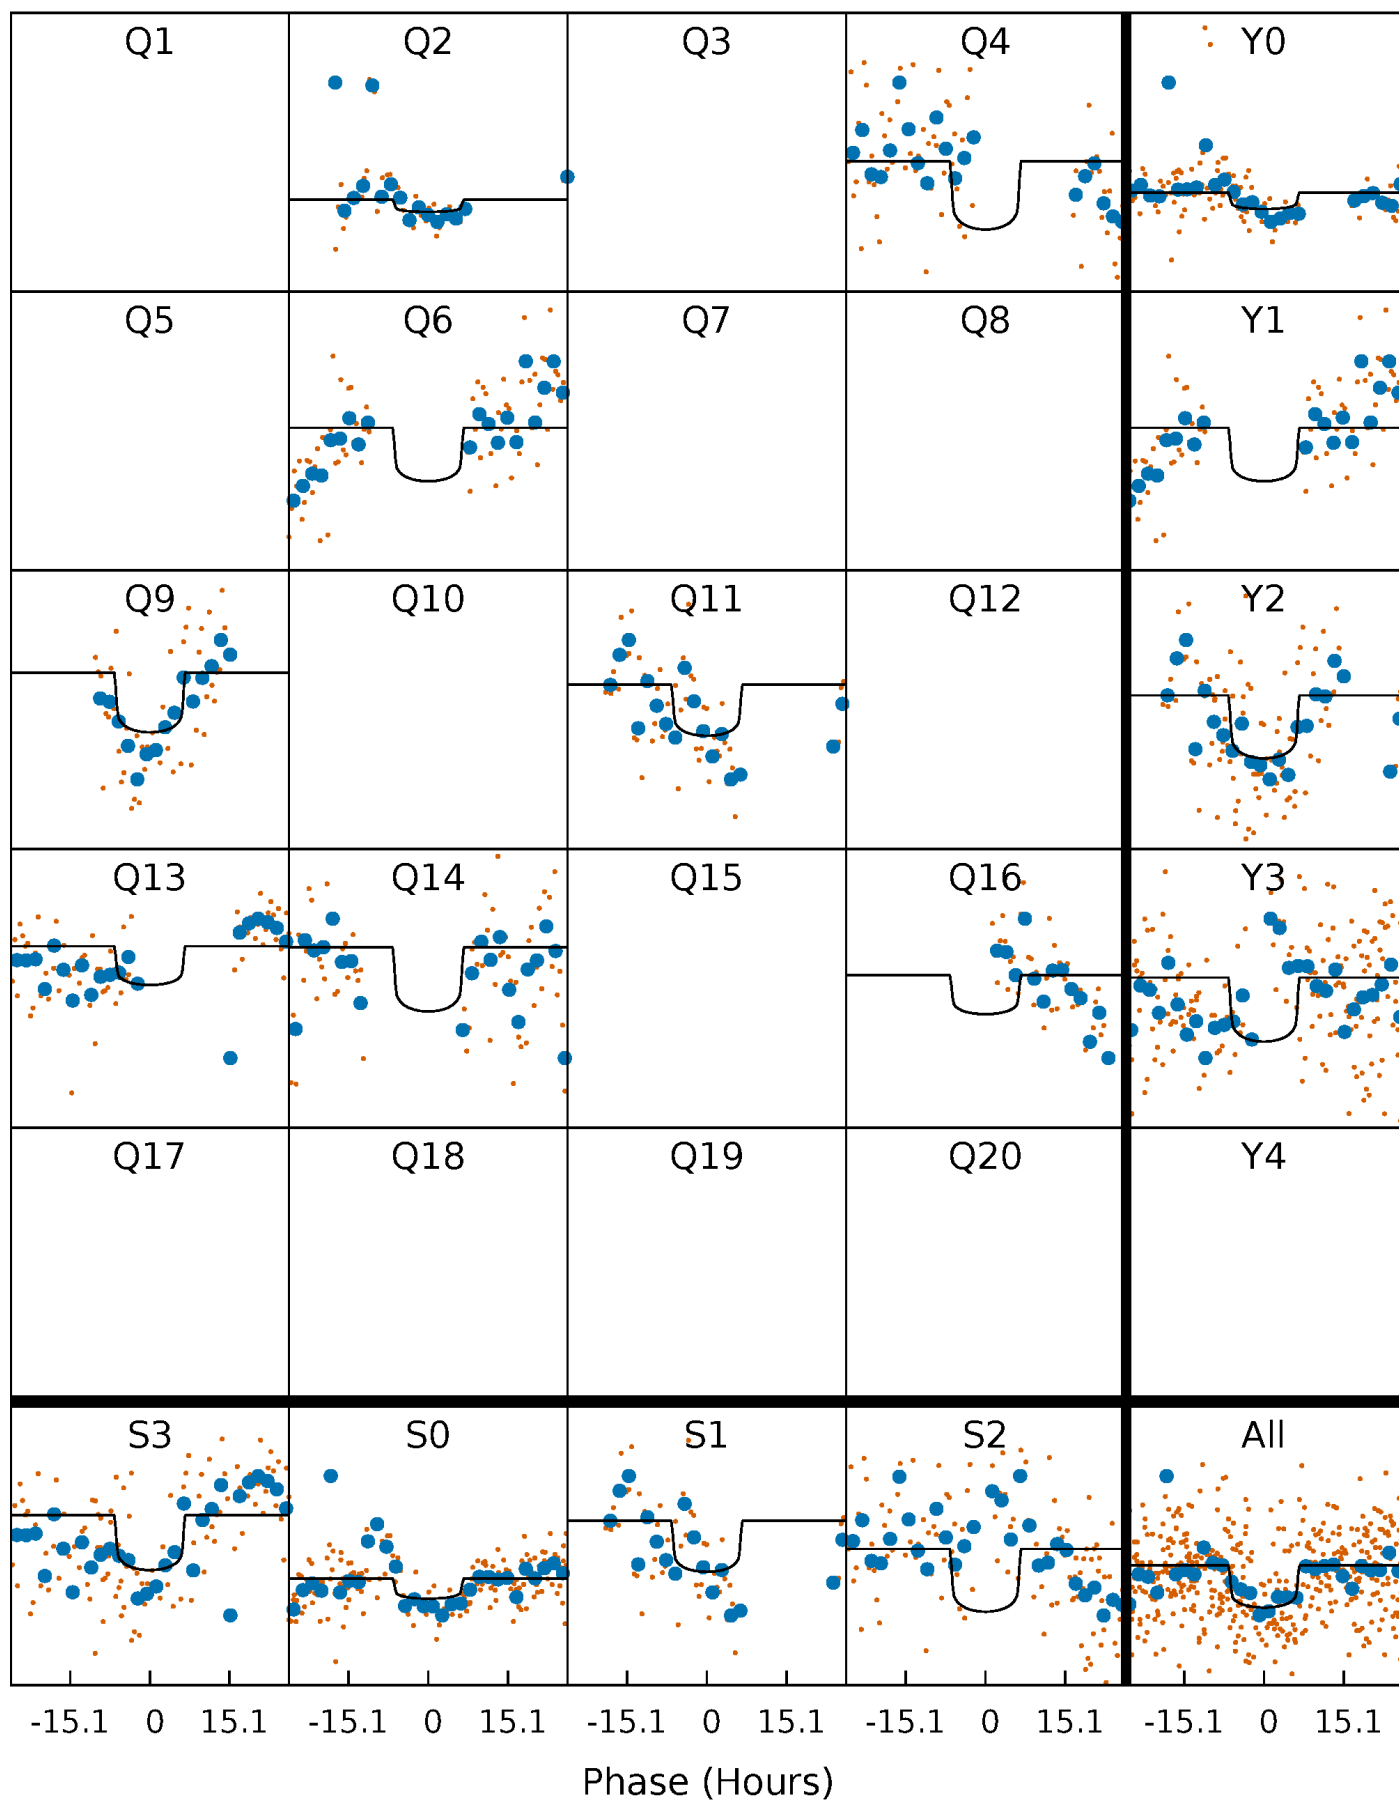 Q1 Q2 Q3 Q4 Y0
Q5 Q6 Q7 Q8 Y1
Q9 Q10 Q11 Q12 Y2
Q13 Q14 Q15 Q16 Y3
Q17 Q18 Q19 Q20 Y4
S3 S0 S1 S2 All
-15.1 0 15.1 -15.1 0 15.1 -15.1 0 15.1 -15.1 0 15.1 -15.1 0 15.1
Phase (Hours)